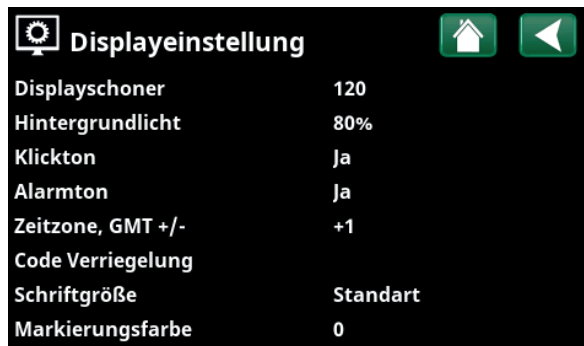 Displayeinstellung
Displayschoner 120
Hintergrundlicht 80%
Klickton Ja
Alarmton Ja
Zeitzone, GMT +/- +1
Code Verriegelung
Schriftgröße Standart
Markierungsfarbe 0